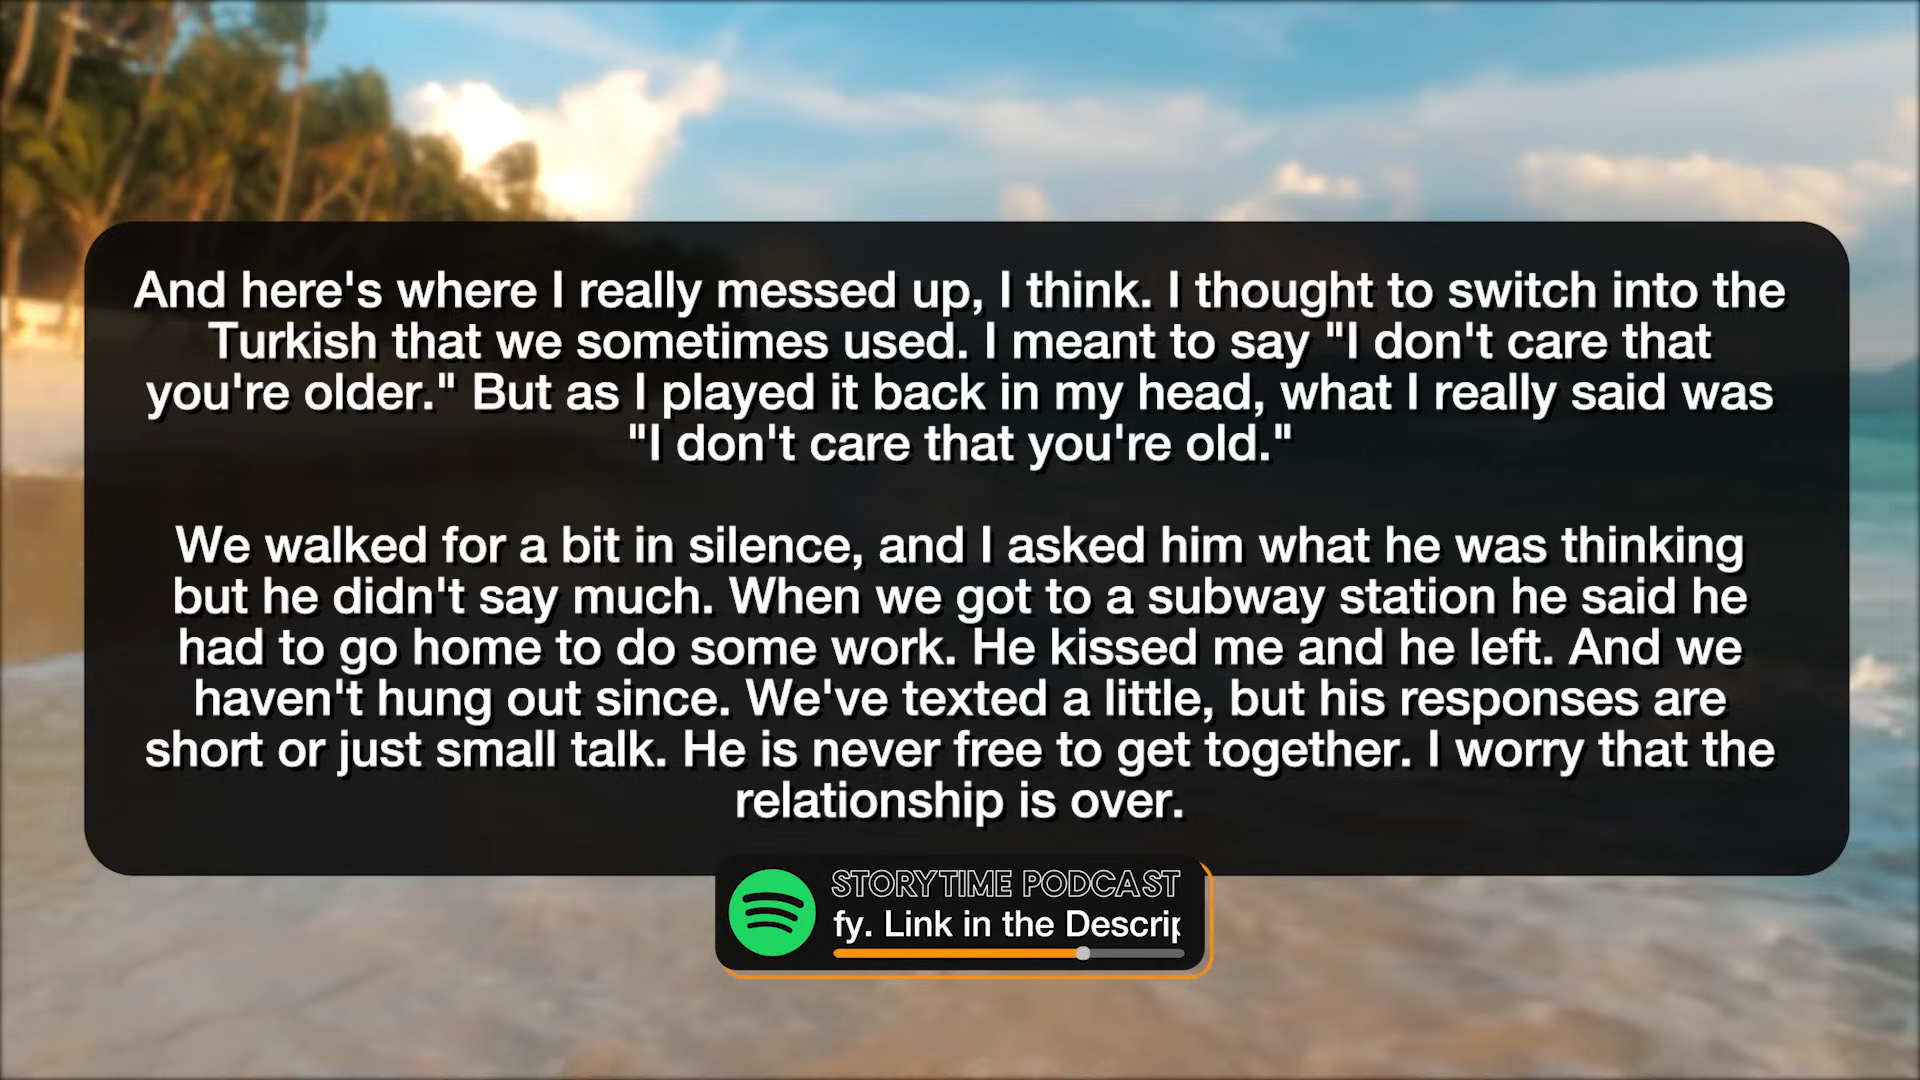 And here's where I really messed up, I think. I thought to switch into the
Turkish that we sometimes used. I meant to say "I don't care that
you're older." But as I played it back in my head, what I really said was
"I don't care that you're old."
We walked for a bit in silence, and I asked him what he was thinking
but he didn't say much. When we got to a subway station he said he
had to go home to do some work. He kissed me and he left. And we
haven't hung out since. We've texted a little, but his responses are
short or just small talk. He is never free to get together. I worry that the
relationship is over.
STORYTIME PODCAST
fy. Link in the Descrip